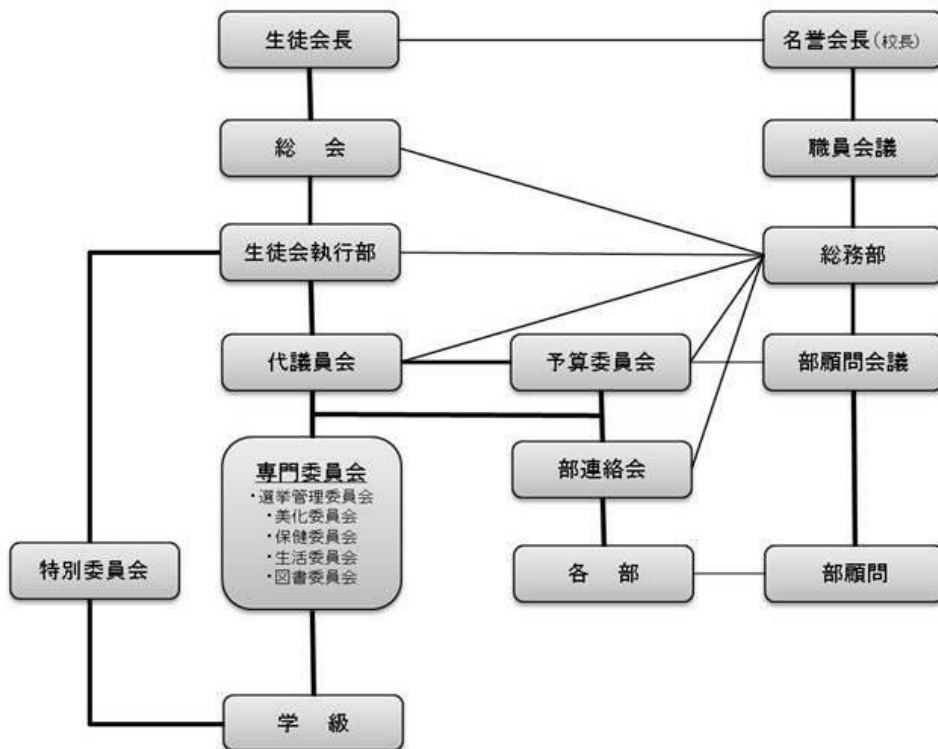 生徒会長
名誉会長(校長)
総　会
職員会議
生徒会執行部
総務部
代議員会
予算委員会
部顧問会議
専門委員会
・選挙管理委員会
・美化委員会
・保健委員会
・生活委員会
・図書委員会
部連絡会
特別委員会
各　部
部顧問
学　級